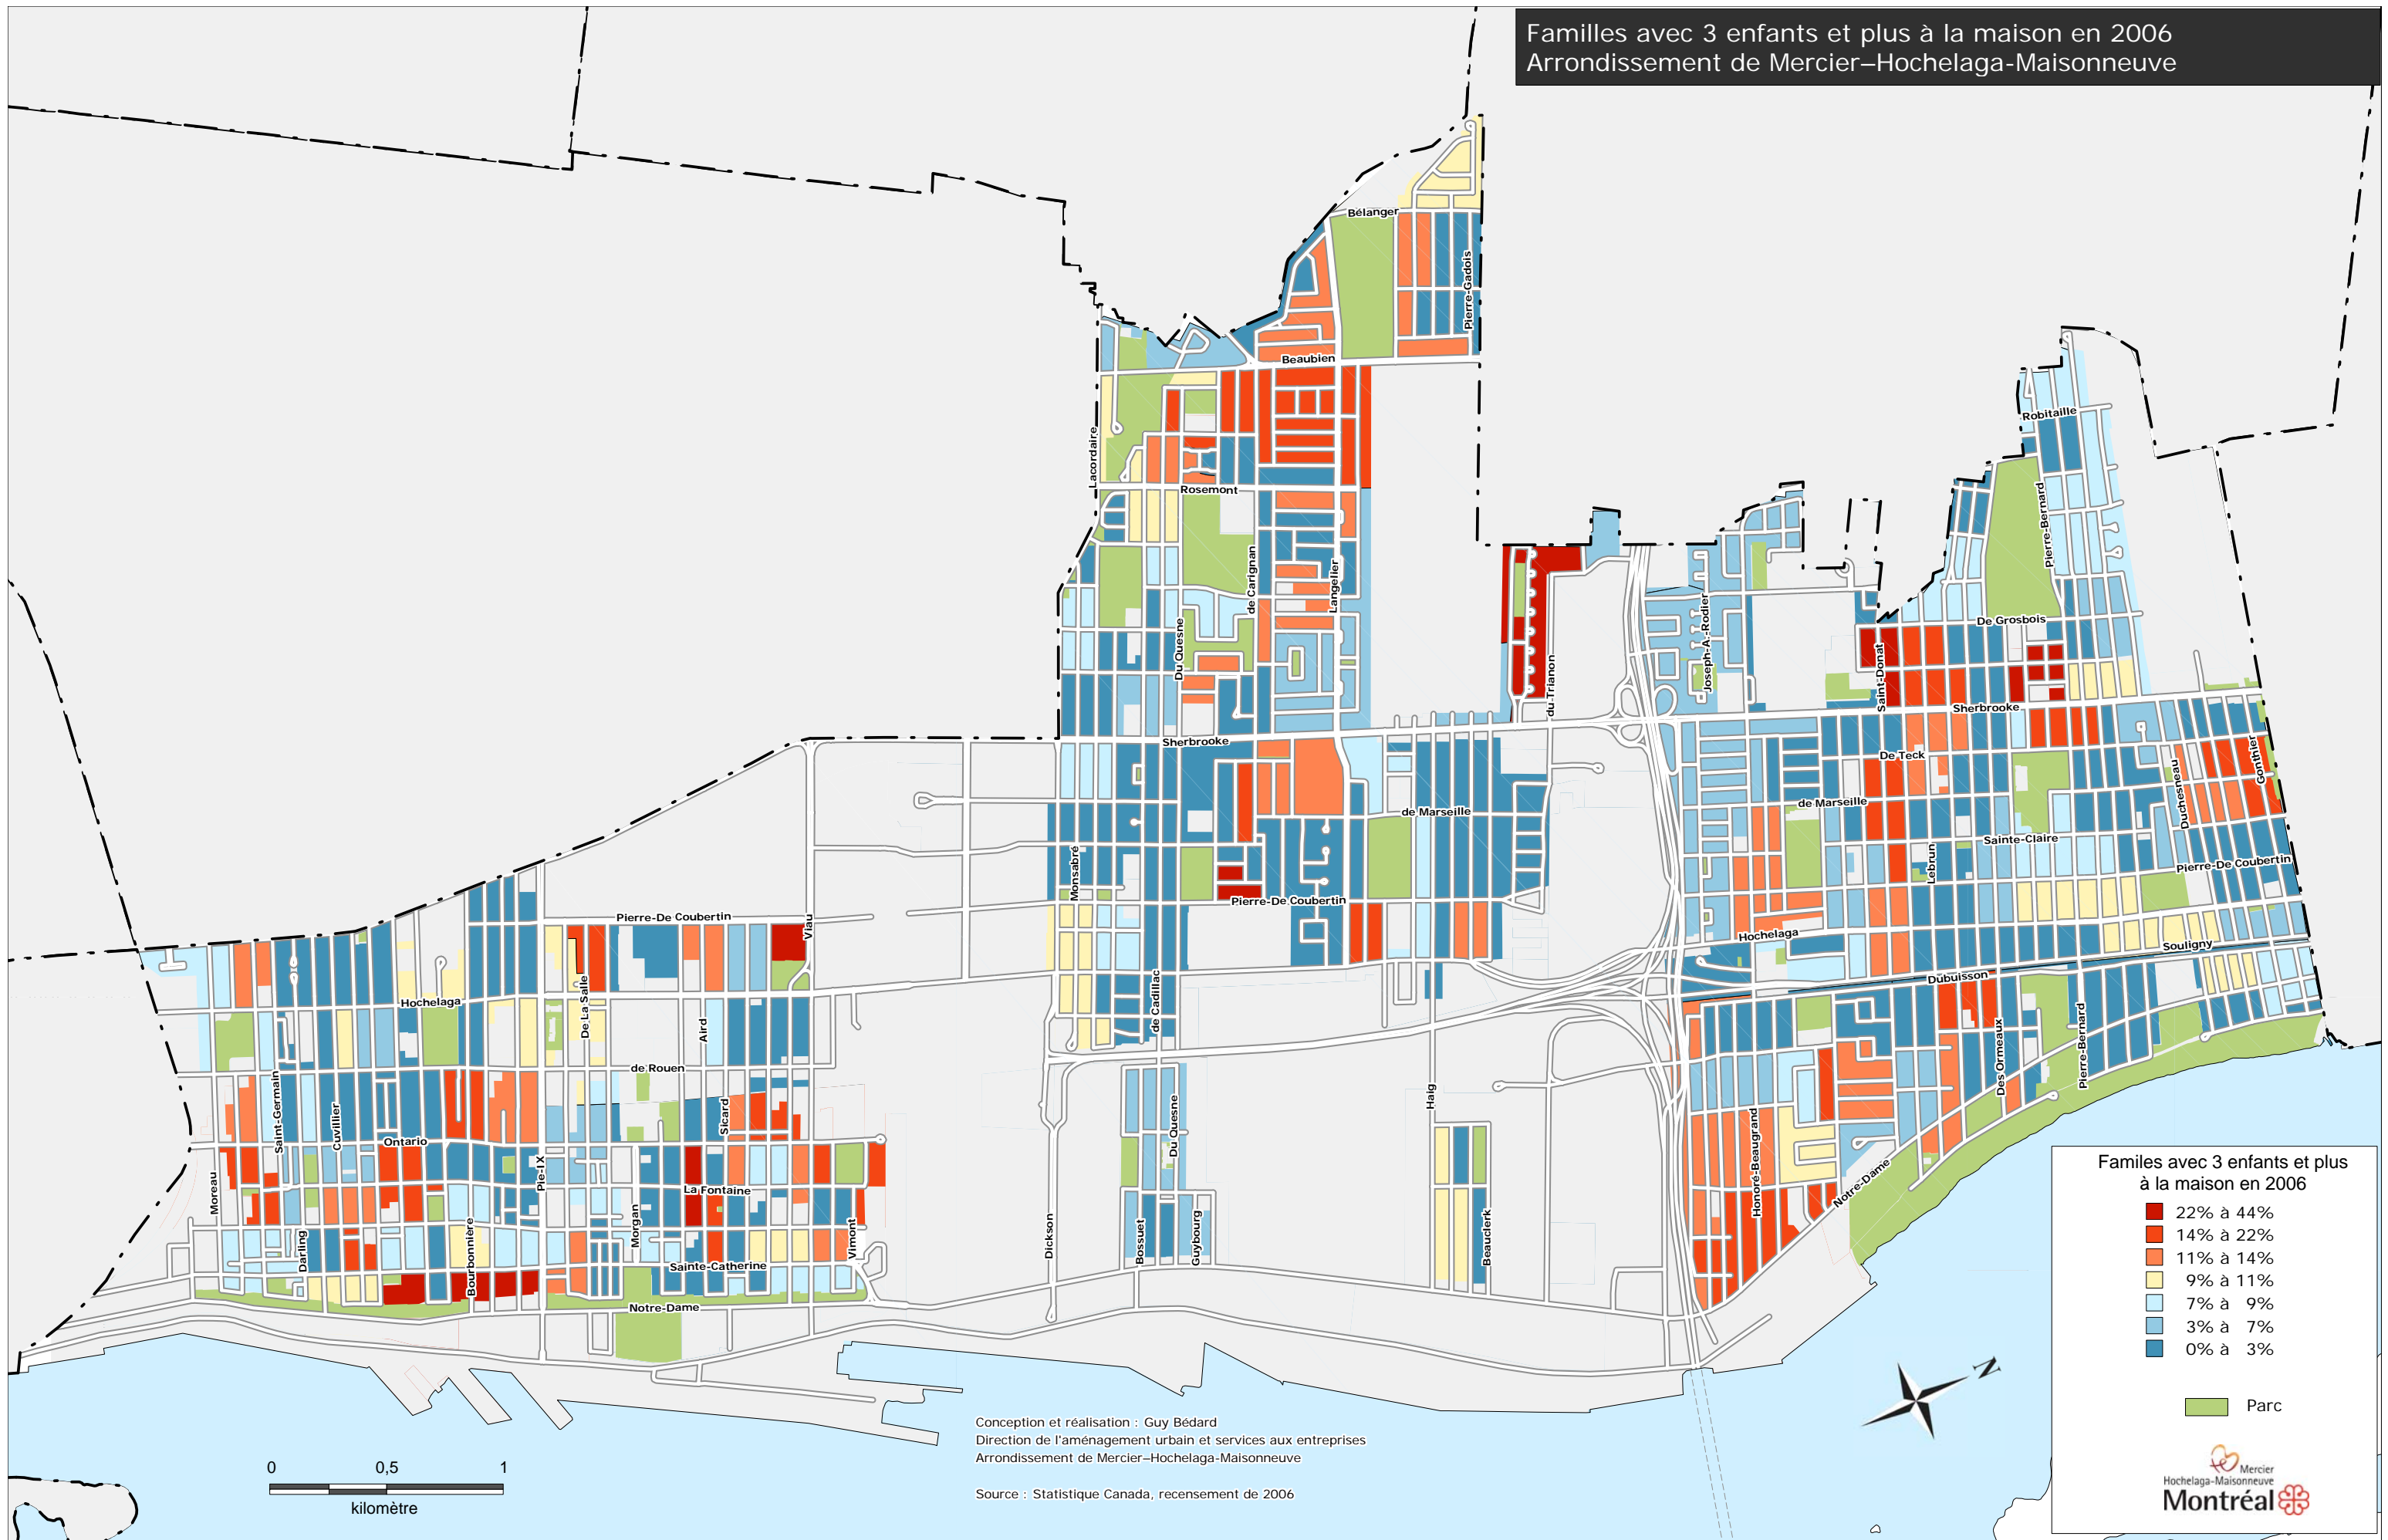 Familles avec 3 enfants et plus à la maison en 2006
Arrondissement de Mercier–Hochelaga-Maisonneuve
Bélanger
Pierre-Gadois
Beaubien
Lacordaire
Robitaille
Rosemont
Pierre-Bernard
de Carignan
Langelier
Du Quesne
Joseph-A.-Rodier
De Grosbois
du Trianon
Saint-Donat
Sherbrooke
Sherbrooke
De Teck
Gonthier
Duchesneau
de Marseille
de Marseille
Sainte-Claire
Monsabré
Lebrun
Pierre-De Coubertin
Pierre-De Coubertin
Pierre-De Coubertin
Viau
Hochelaga
Souligny
Dubuisson
De La Salle
Hochelaga
de Cadillac
Aird
Des Ormeaux
Pierre-Bernard
de Rouen
Saint-Germain
Cuvillier
Sicard
Du Quesne
Haig
Ontario
Honoré-Beaugrand
Moreau
Pie-IX
La Fontaine
Notre-Dame
Darling
Bourbonnière
Morgan
Vimont
Dickson
Bossuet
Guybourg
Beauclerk
Sainte-Catherine
Notre-Dame
Familes avec 3 enfants et plus
à la maison en 2006
22% à 44%
14% à 22%
11% à 14%
9% à 11%
7% à 9%
3% à 7%
0% à 3%
Parc
N
Conception et réalisation : Guy Bédard
Direction de l'aménagement urbain et services aux entreprises
Arrondissement de Mercier–Hochelaga-Maisonneuve
Source : Statistique Canada, recensement de 2006
0 0,5 1
kilomètre
Mercier
Hochelaga-Maisonneuve
Montréal